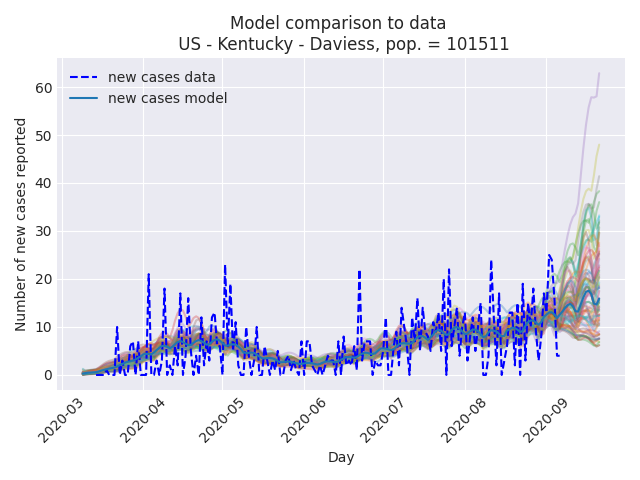 Model comparison to data
US - Kentucky - Daviess, pop. = 101511
new cases data
new cases model
Number of new cases reported
60
50
40
30
20
10
0
2020-03
2020-04
2020-05
2020-06
2020-07
2020-08
2020-09
Day